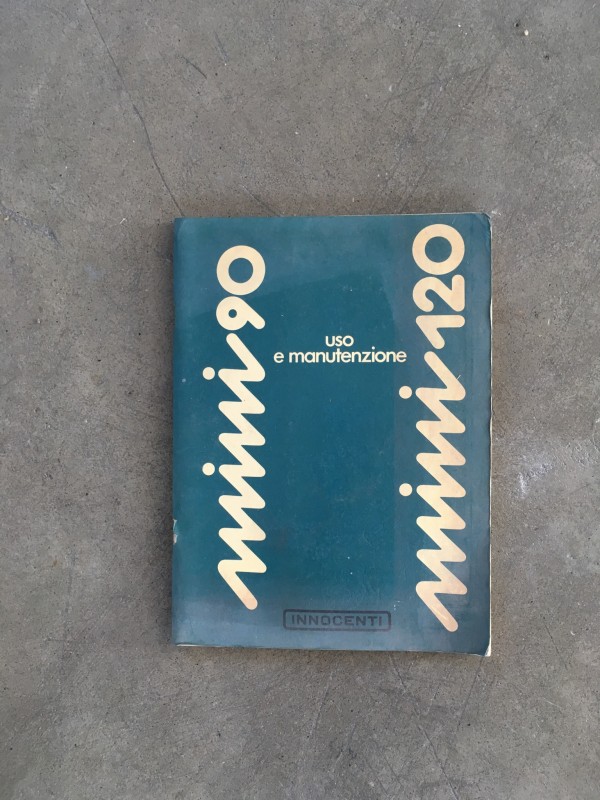 mini 90
uso
e manutenzione
mini 120
INNOCENTI